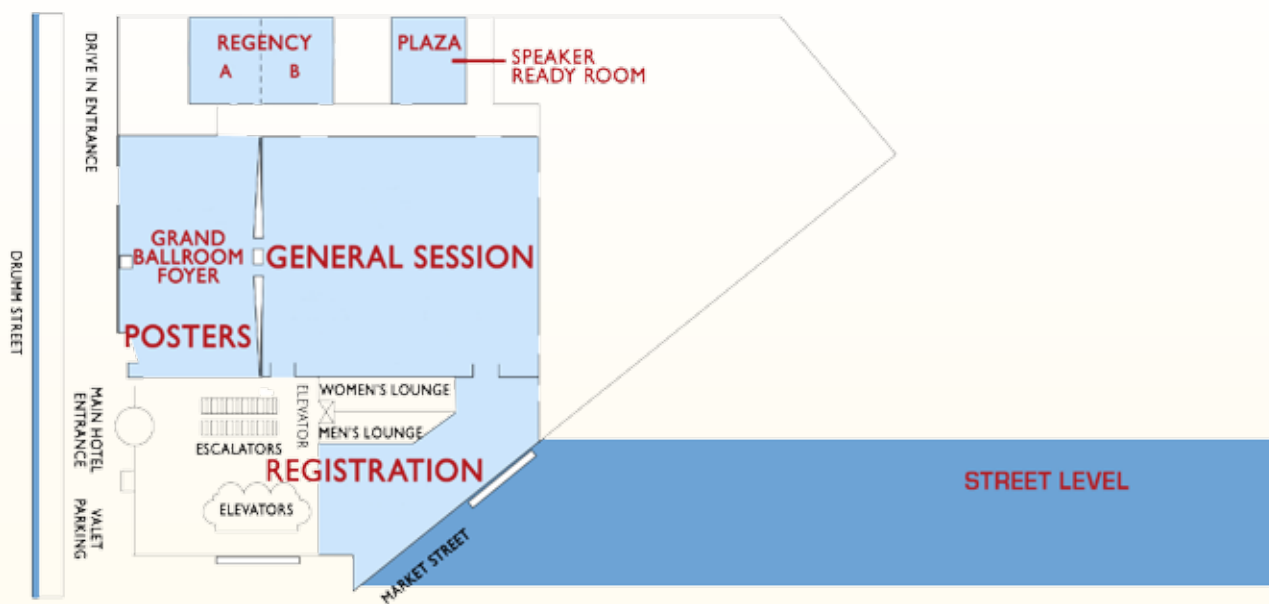 REGENCY
A B
PLAZA
SPEAKER
READY ROOM
DRIVE IN ENTRANCE
GRAND
BALLROOM
FOYER
GENERAL SESSION
POSTERS
DRUMM STREET
MAIN HOTEL
ENTRANCE
ELEVATOR
WOMEN'S LOUNGE
MEN'S LOUNGE
ESCALATORS
REGISTRATION
STREET LEVEL
ELEVATORS
VALET
PARKING
MARKET STREET